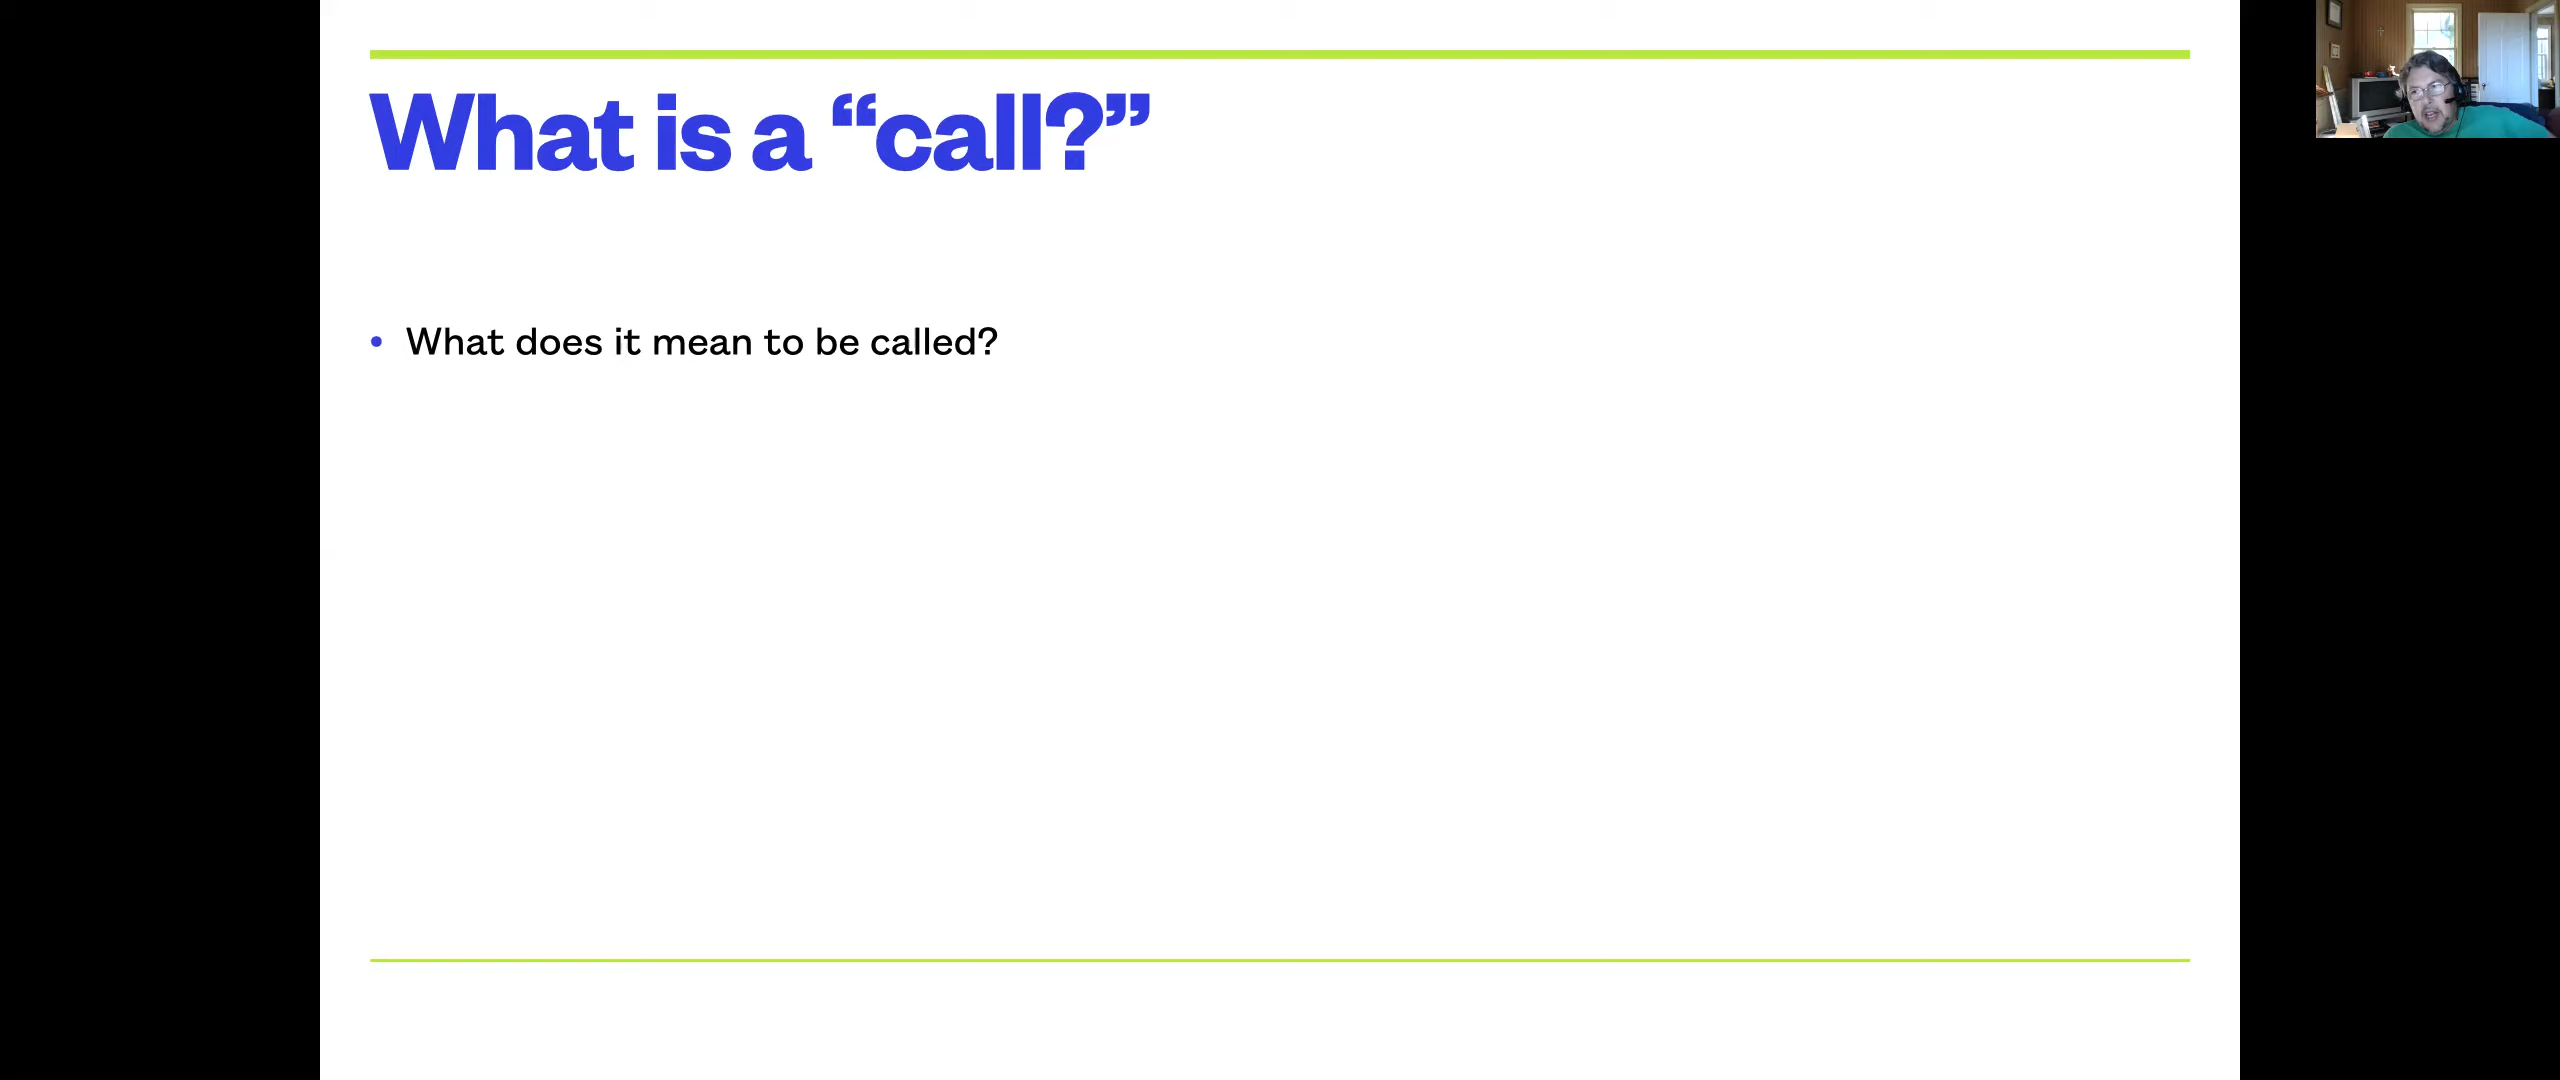 What is a “call?”
• What does it mean to be called?